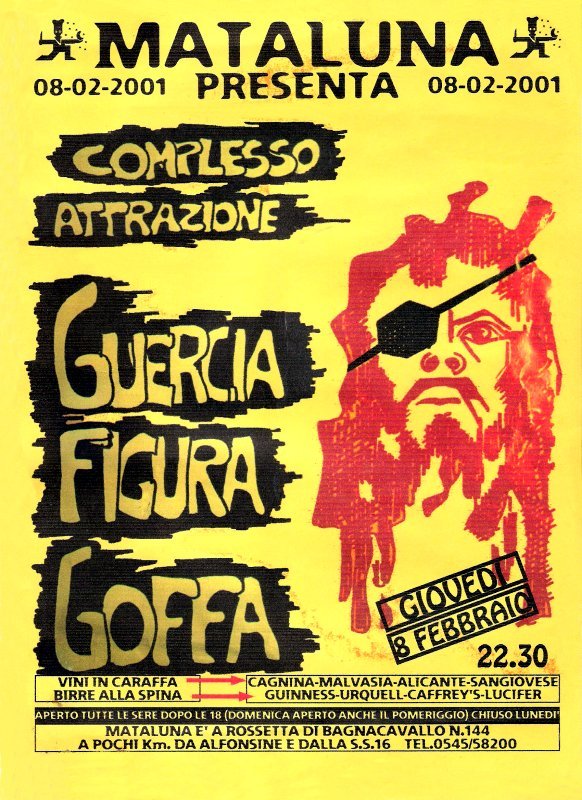 MATALUNA
08-02-2001 PRESENTA 08-02-2001
COMPLESSO
ATTRAZIONE
GUERCIA
FIGURA
GOFFA
GIOVEDI
8 FEBBRAIO
22.30
VINI IN CARAFFA CAGNINA-MALVASIA-ALICANTE-SANGIOVESE
BIRRE ALLA SPINA GUINNESS-URQUELL-CAFFREY'S-LUCIFER
APERTO TUTTE LE SERE DOPO LE 18 (DOMENICA APERTO ANCHE IL POMERIGGIO) CHIUSO LUNEDI'
MATALUNA E' A ROSSETTA DI BAGNACAVALLO N.144
A POCHI Km. DA ALFONSINE E DALLA S.S.16 TEL.0545/58200